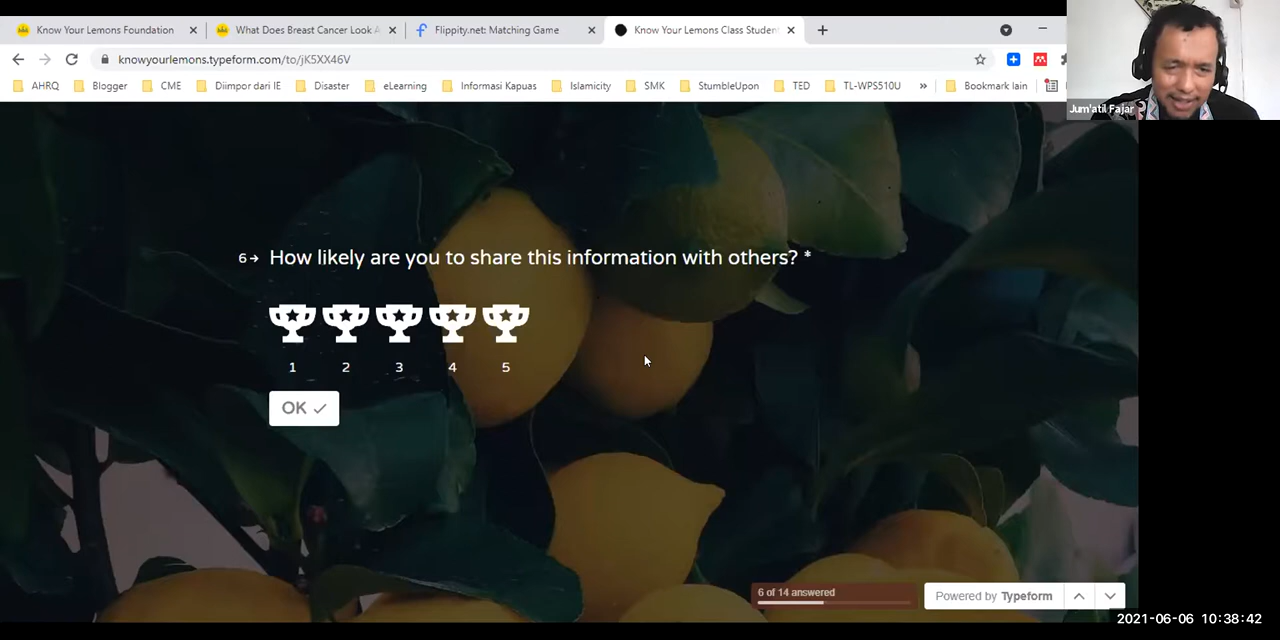 Know Your Lemons Foundation
What Does Breast Cancer Look A
Flippity.net: Matching Game
Know Your Lemons Class Studen
knowyourlemons.typeform.com/to/jK5XX46V
AHRQ Blogger CME Diimpor dari IE Disaster eLearning Informasi Kapuas Islamicity SMK StumbleUpon TED TL-WPS510U » Bookmark lain
Jum'atil Fajar
6 How likely are you to share this information with others? *
1 2 3 4 5
OK
6 of 14 answered
Powered by Typeform
2021-06-06 10:38:42